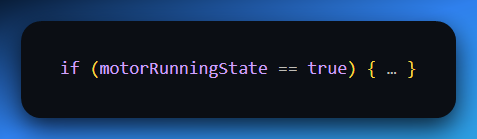 if (motorRunningState == true) { … }